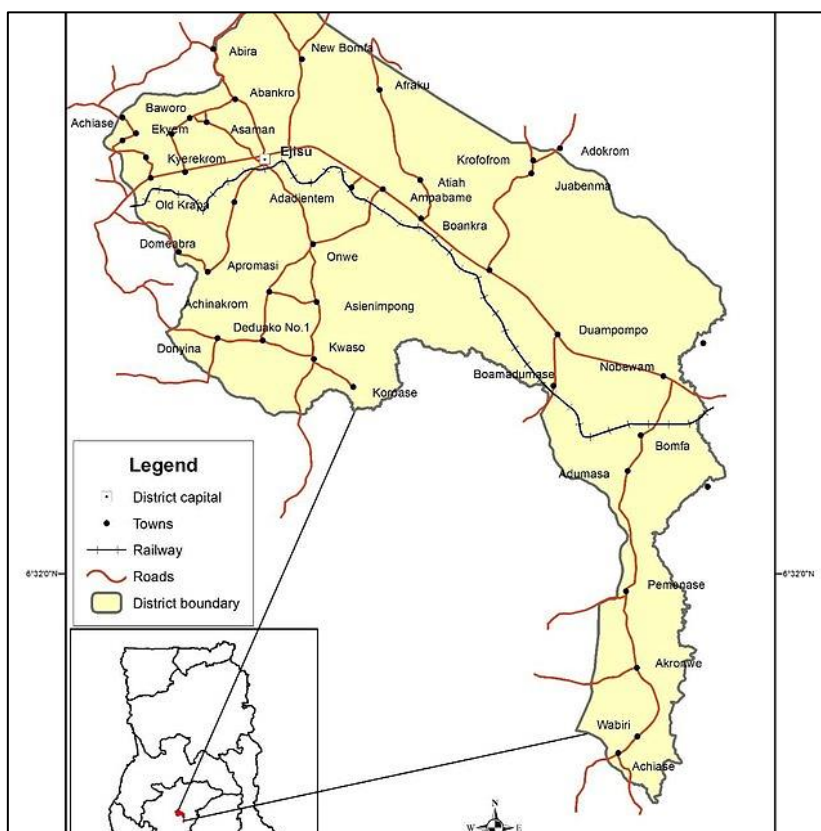 Abira
New Bomfa
Afraku
Abankro
Baworo
Achiase
Ekyem
Asaman
Ejisu
Krofofrom
Adokrom
Kyerekrom
Atiah
Juabenma
Old Krapa
Adadientem
Ampabame
Boankra
Domeabra
Onwe
Apromasi
Achinakrom
Asienimpong
Deduako No.1
Duampompo
Donyina
Kwaso
Boamadumase
Nobewam
Korpase
Bomfa
Adumasa
Legend
District capital
Towns
Railway
Roads
District boundary
6°32'0"N
6°32'0"N
Pemenase
Akronwe
Wabiri
Achiase
N
W
E